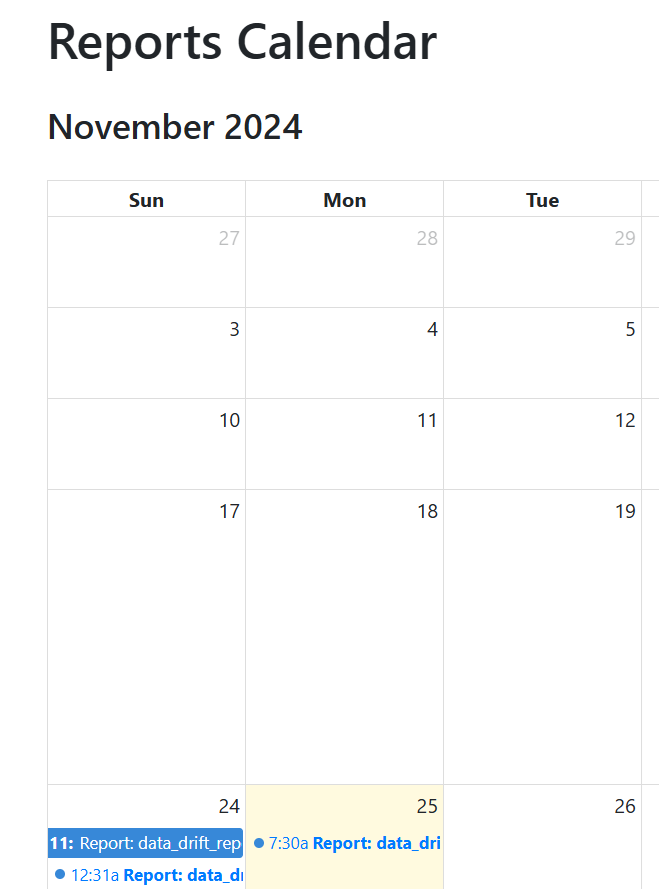 Reports Calendar
November 2024
Sun Mon Tue
27 28 29
3 4 5
10 11 12
17 18 19
24 25 26
11: Report: data_drift_rep 7:30a Report: data_dri
12:31a Report: data_d